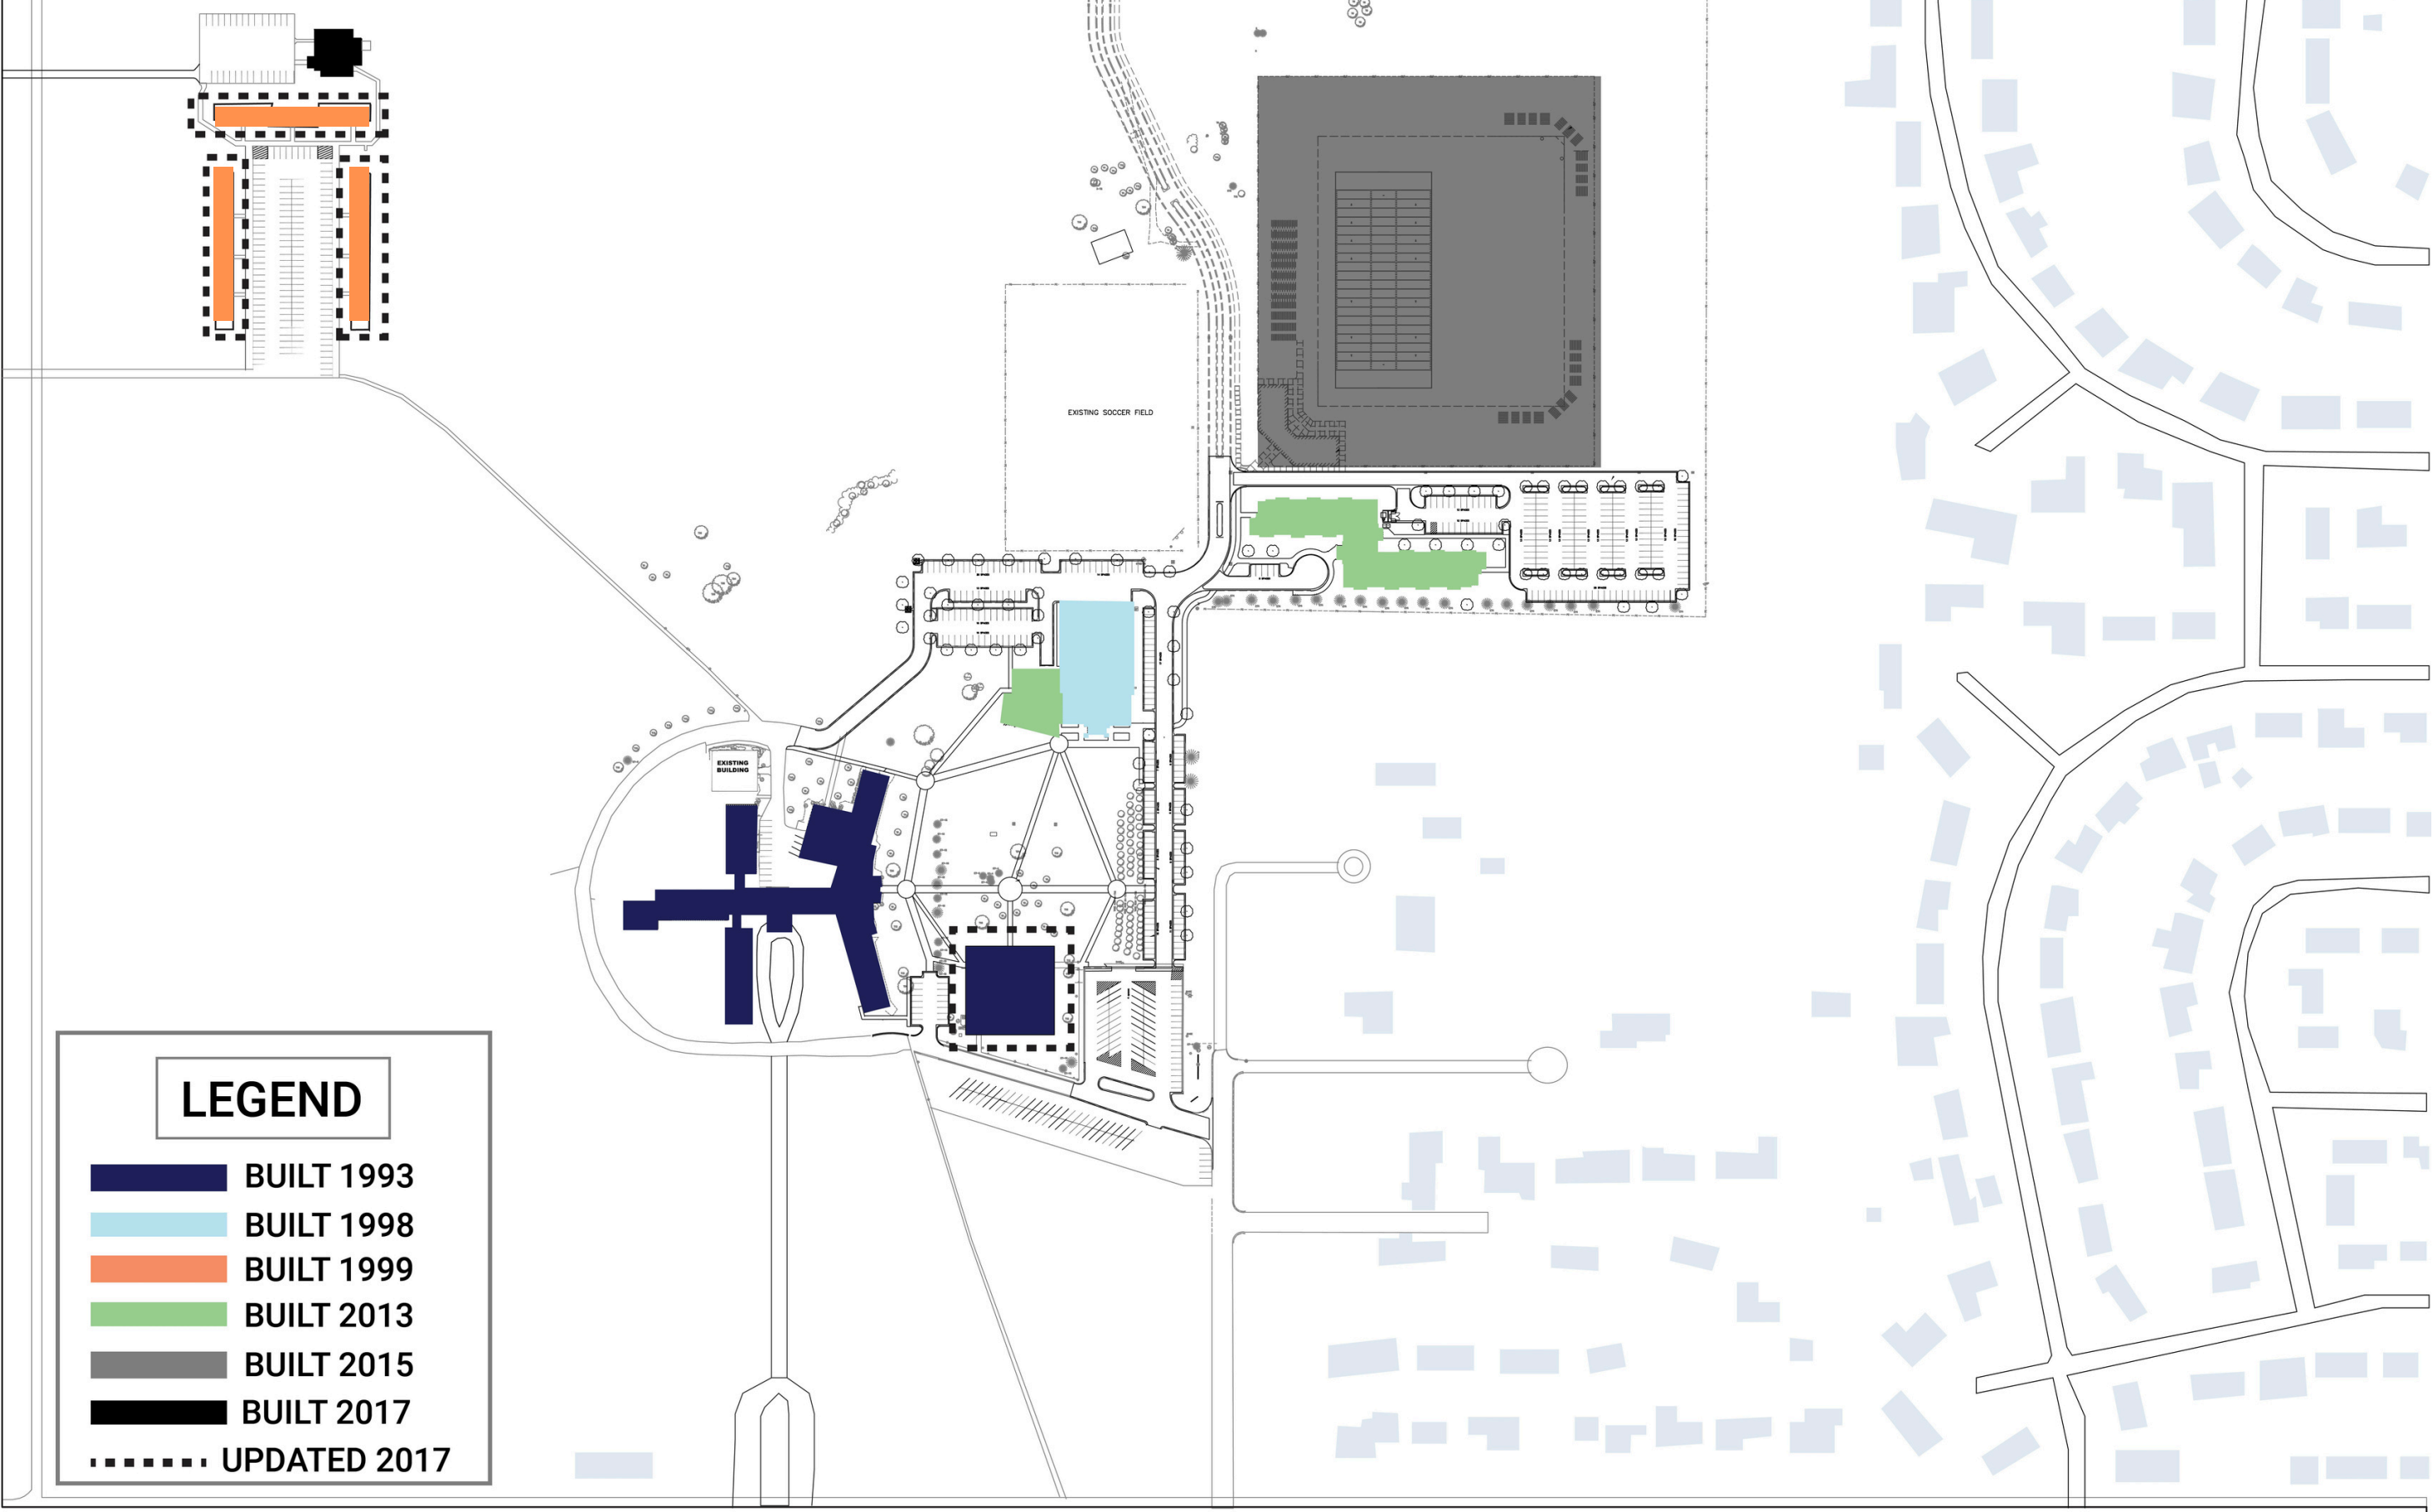 EXISTING SOCCER FIELD
EXISTING
BUILDING
LEGEND
BUILT 1993
BUILT 1998
BUILT 1999
BUILT 2013
BUILT 2015
BUILT 2017
UPDATED 2017